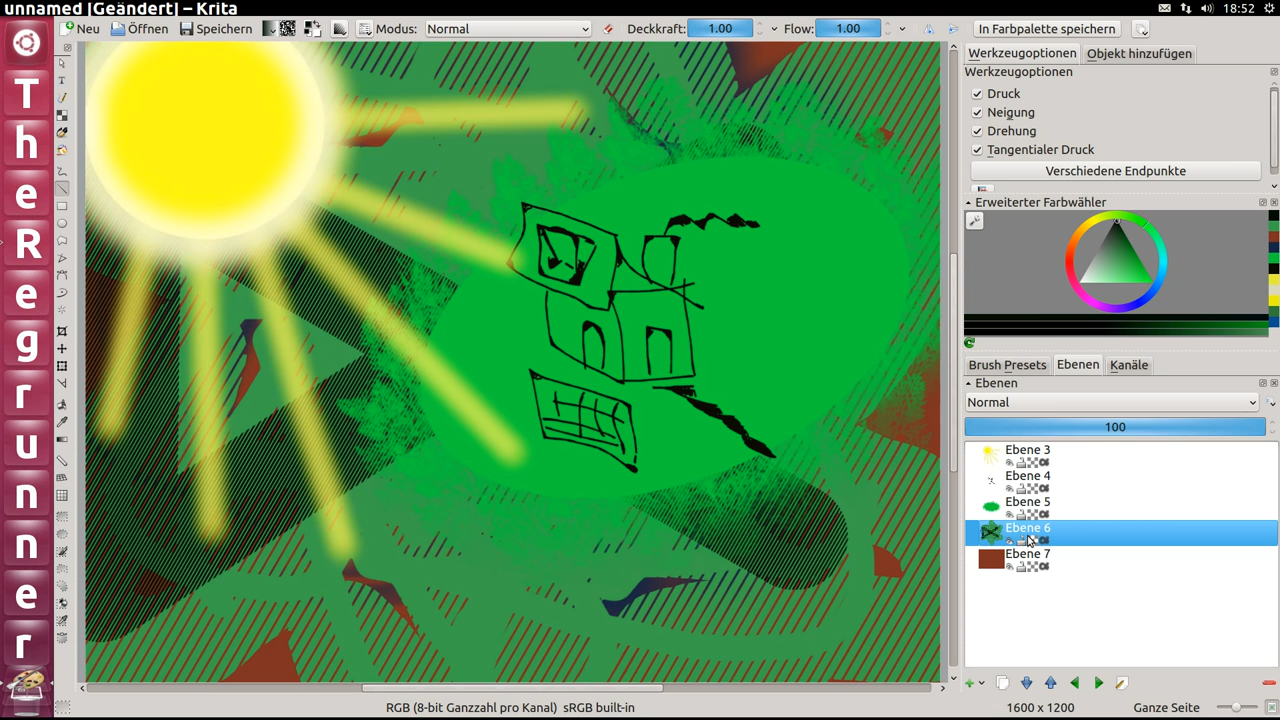 unnamed [Geändert] – Krita
18:52
Neu
Öffnen
Speichern
Modus:
Normal
Deckkraft:
1.00
Flow:
1.00
In Farbpalette speichern
T
h
e
R
e
g
r
u
n
n
e
r
Werkzeugoptionen
Objekt hinzufügen
Werkzeugoptionen
Druck
Neigung
Drehung
Tangentialer Druck
Verschiedene Endpunkte
Erweiterter Farbwähler
Brush Presets
Ebenen
Kanäle
Ebenen
Normal
100
Ebene 3
Ebene 4
Ebene 5
Ebene 6
Ebene 7
RGB (8-bit Ganzzahl pro Kanal)  sRGB built-in
1600 x 1200
Ganze Seite